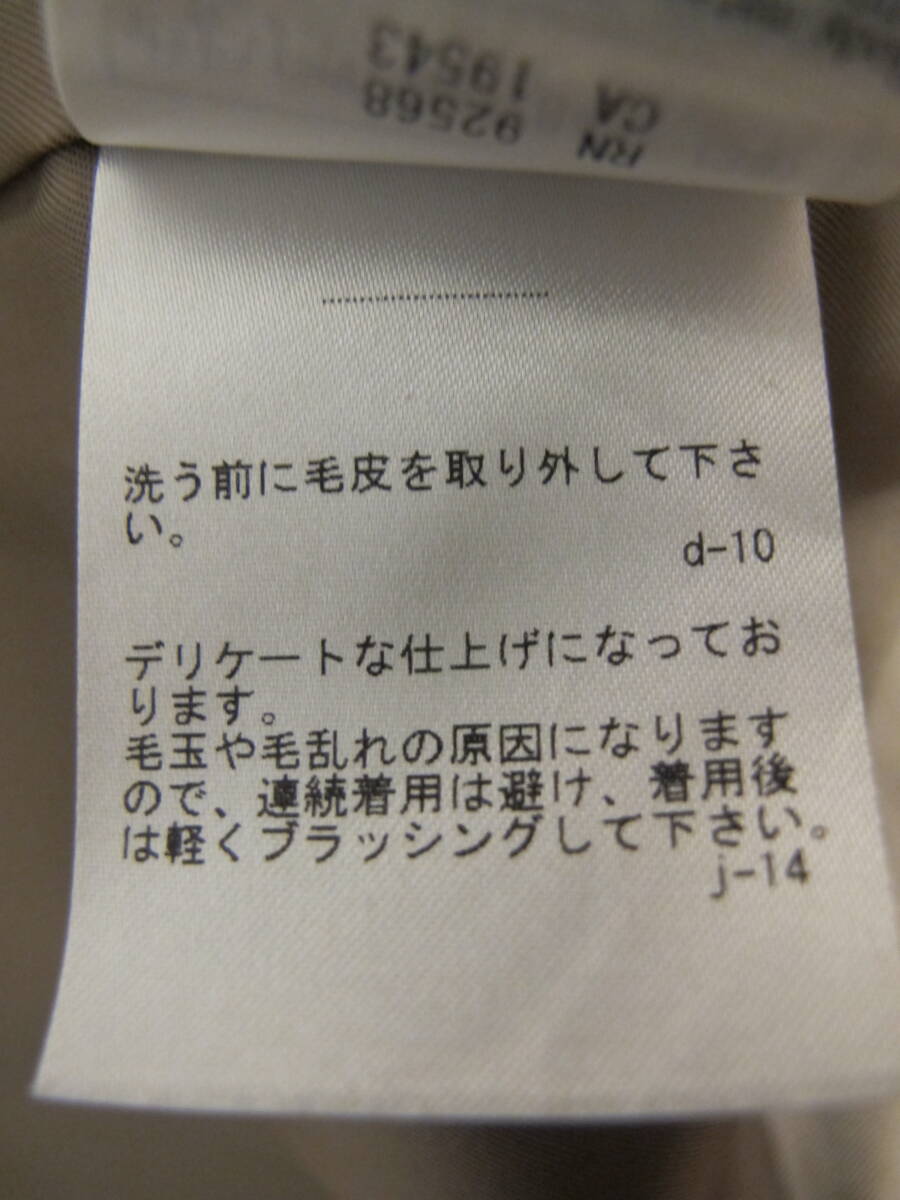 RN 92568
CA 19543
洗う前に毛皮を取り外して下さ
い。
d-10
デリケートな仕上げになってお
ります。
毛玉や毛乱れの原因になります
ので、連続着用は避け、着用後
は軽くブラッシングして下さい。
j-14